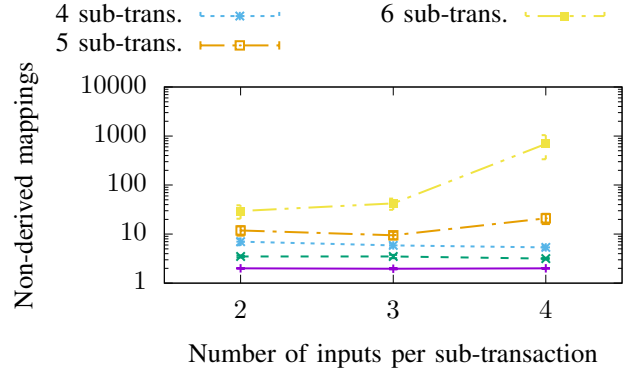 4 sub-trans.
5 sub-trans.
6 sub-trans.
Non-derived mappings
10000
1000
100
10
1
2 3 4
Number of inputs per sub-transaction